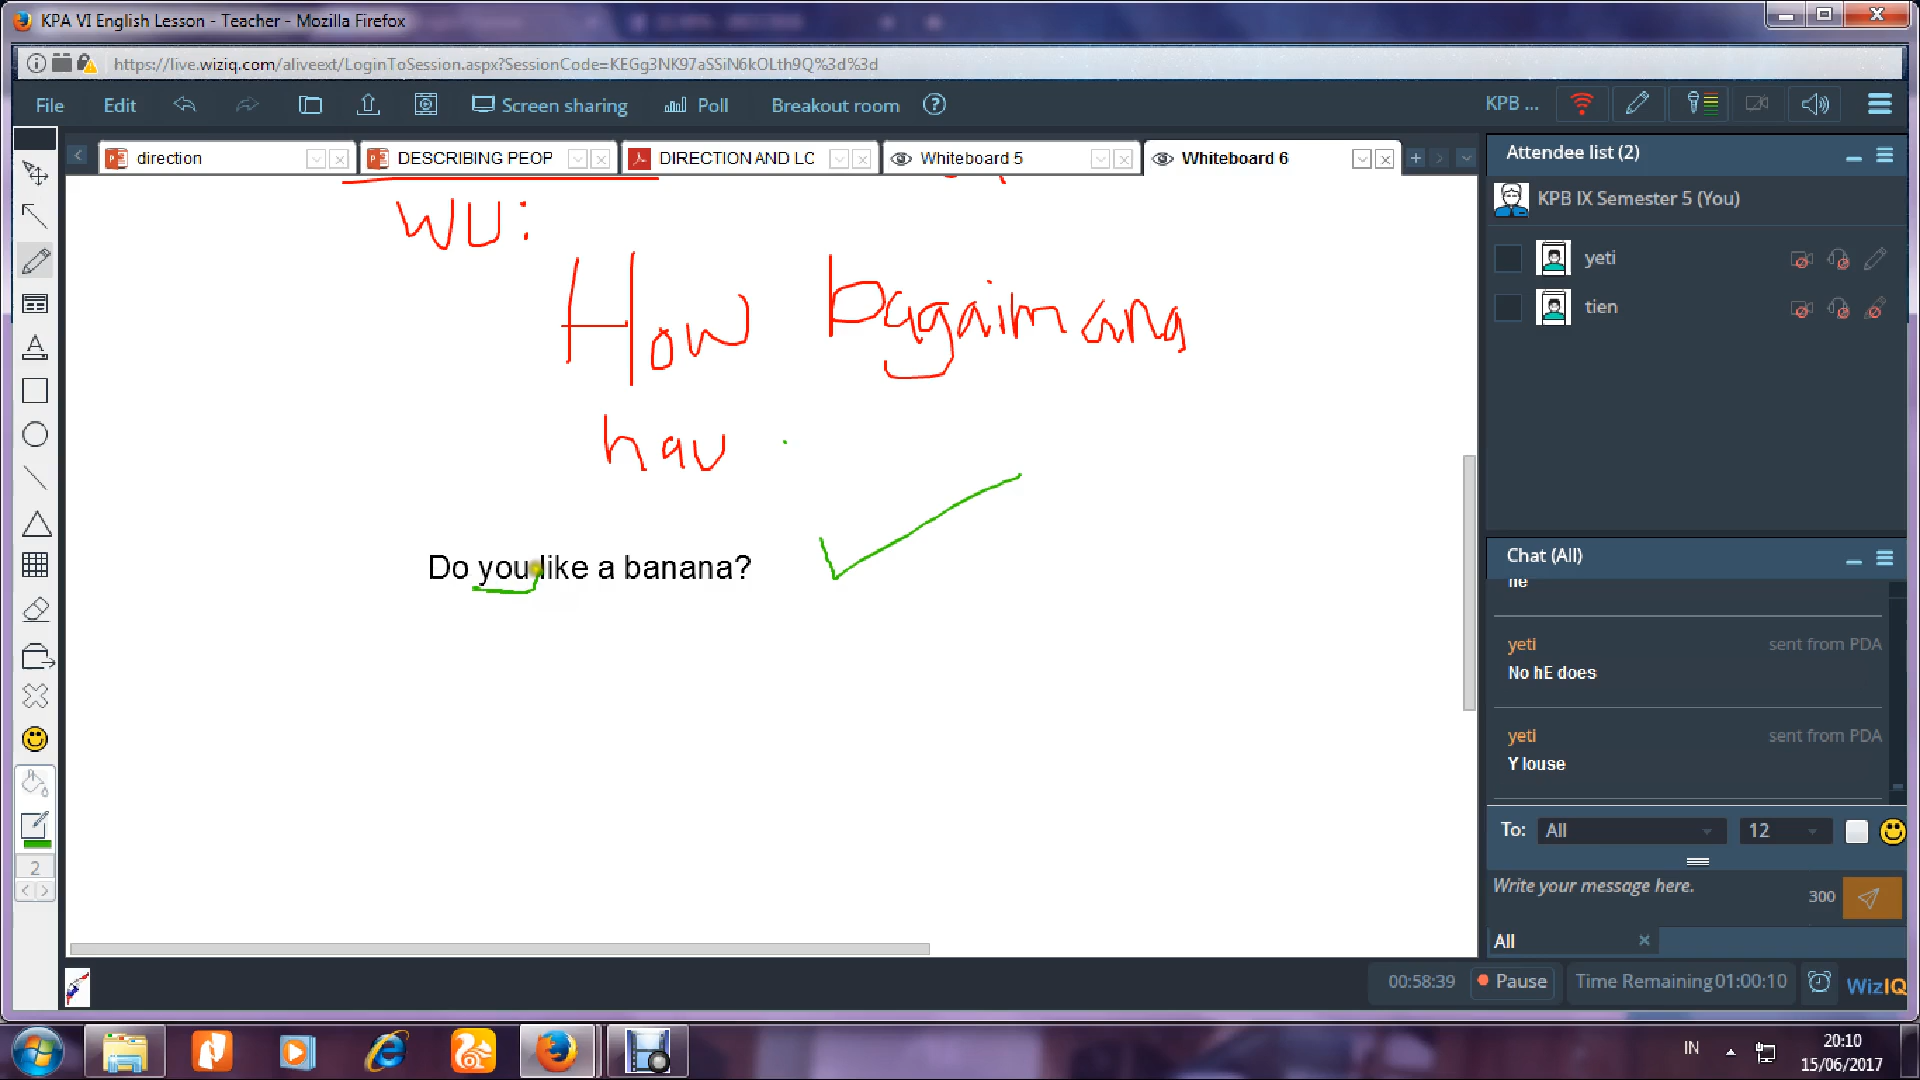 KPA VI English Lesson - Teacher - Mozilla Firefox
https://live.wiziq.com/aliveext/LoginToSession.aspx?SessionCode=KEGg3NK97aSSiN6kOLth9Q%3d%3d
File Edit Screen sharing Poll Breakout room KPB ...
direction DESCRIBING PEOP DIRECTION AND LC Whiteboard 5 Whiteboard 6
WU:
How bagaimana
hau
Do you like a banana?
2
Attendee list (2)
KPB IX Semester 5 (You)
yeti
tien
Chat (All)
he
yeti sent from PDA
No hE does
yeti sent from PDA
Y louse
To: All 12
Write your message here. 300
All
00:58:39 Pause Time Remaining 01:00:10 WizIQ
IN 20:10
15/06/2017